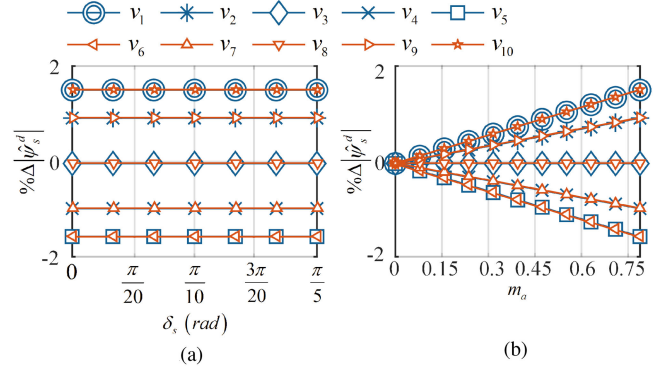 v₁ v₂ v₃ v₄ v₅
v₆ v₇ v₈ v₉ v₁₀
2 2
%Δ|ψ̂ₛᵈ| %Δ|ψ̂ₛᵈ|
0 0
-2 -2
0 π/20 π/10 3π/20 π/5 0 0.15 0.3 0.45 0.6 0.75
δₛ (rad) mₐ
(a) (b)